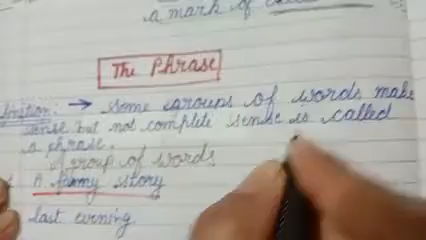 a mark of
The Phrase
Definition: → Some groups of words make
sense but not complete sense is called
a phrase.
group of words
A funny story
last evening